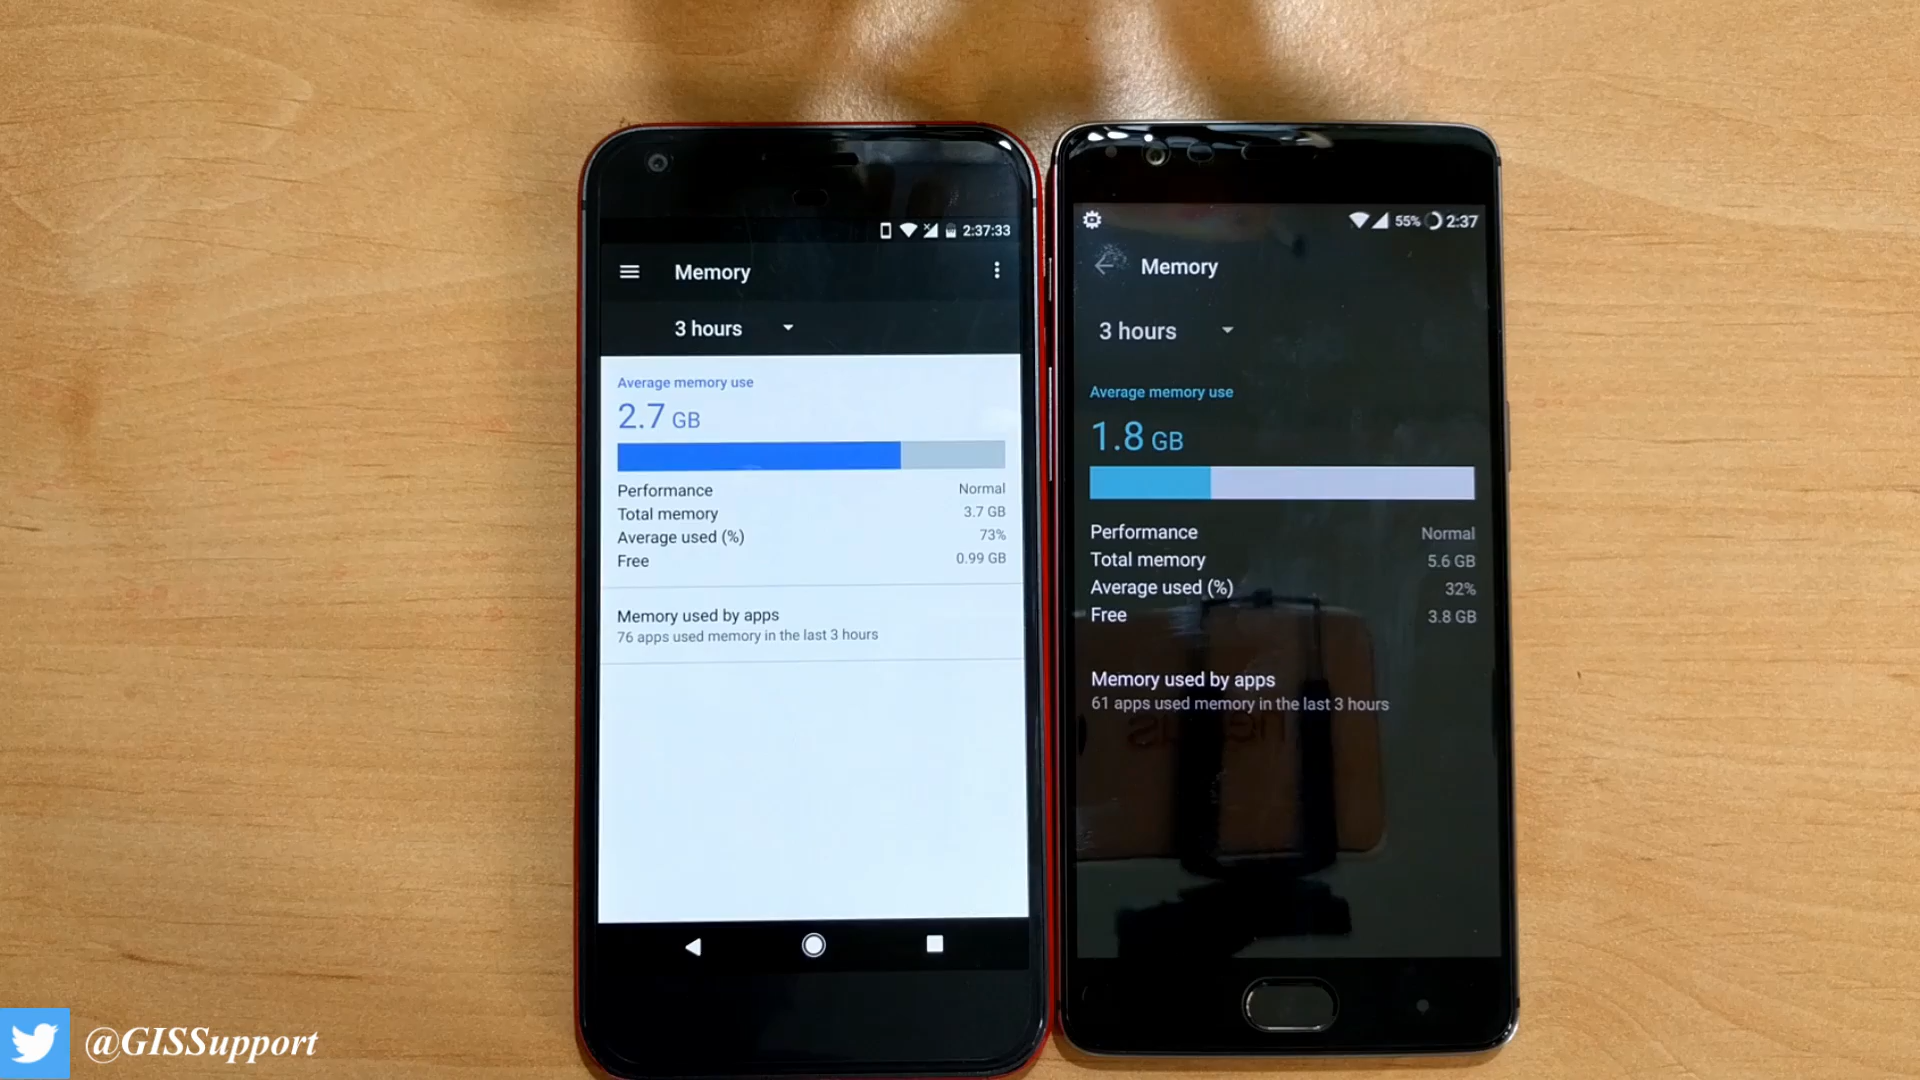 2:37:33
Memory
3 hours
Average memory use
2.7 GB
Performance Normal
Total memory 3.7 GB
Average used (%) 73%
Free 0.99 GB
Memory used by apps
76 apps used memory in the last 3 hours
55% 2:37
Memory
3 hours
Average memory use
1.8 GB
Performance Normal
Total memory 5.6 GB
Average used (%) 32%
Free 3.8 GB
Memory used by apps
61 apps used memory in the last 3 hours
@GISSupport